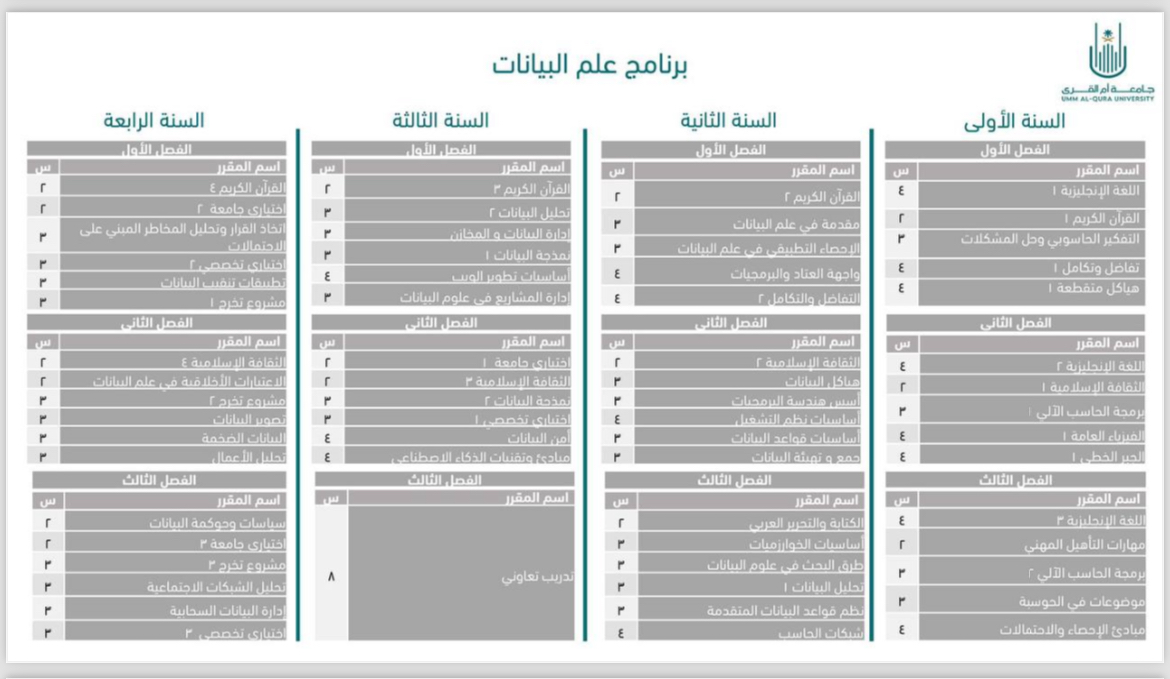 جامعة أم القرى
UMM AL-QURA UNIVERSITY
برنامج علم البيانات
السنة الأولى
الفصل الأول
اسم المقرر س
اللغة الإنجليزية ١ ٤
القرآن الكريم ١ ٢
التفكير الحاسوبي وحل المشكلات ٣
تفاضل وتكامل ١ ٤
هياكل متقطعة ١ ٤
الفصل الثاني
اسم المقرر س
اللغة الإنجليزية ٢ ٤
الثقافة الإسلامية ١ ٢
برمجة الحاسب الآلي ١ ٣
الفيزياء العامة ١ ٤
الجبر الخطي ١ ٤
الفصل الثالث
اسم المقرر س
اللغة الإنجليزية ٣ ٤
مهارات التأهيل المهني ٢
برمجة الحاسب الآلي ٢ ٣
موضوعات في الحوسبة ٣
مبادئ الإحصاء والاحتمالات ٤
السنة الثانية
الفصل الأول
اسم المقرر س
القرآن الكريم ٢ ٢
مقدمة في علم البيانات ٣
الإحصاء التطبيقي في علم البيانات ٣
واجهة العتاد والبرمجيات ٤
التفاضل والتكامل ٢ ٤
الفصل الثاني
اسم المقرر س
الثقافة الإسلامية ٢ ٢
هياكل البيانات ٣
أسس هندسة البرمجيات ٣
أساسيات نظم التشغيل ٤
أساسيات قواعد البيانات ٣
جمع و تهيئة البيانات ٣
الفصل الثالث
اسم المقرر س
الكتابة والتحرير العربي ٢
أساسيات الخوارزميات ٣
طرق البحث في علوم البيانات ٣
تحليل البيانات ١ ٣
نظم قواعد البيانات المتقدمة ٣
شبكات الحاسب ٤
السنة الثالثة
الفصل الأول
اسم المقرر س
القرآن الكريم ٣ ٢
تحليل البيانات ٢ ٣
إدارة البيانات و المخازن ٣
نمذجة البيانات ١ ٣
أساسيات تطوير الويب ٤
إدارة المشاريع في علوم البيانات ٣
الفصل الثاني
اسم المقرر س
اختياري جامعة ١ ٢
الثقافة الإسلامية ٣ ٢
نمذجة البيانات ٢ ٣
اختياري تخصصي ١ ٣
أمن البيانات ٤
مبادئ وتقنيات الذكاء الاصطناعي ٤
الفصل الثالث
اسم المقرر س
تدريب تعاوني ٨
السنة الرابعة
الفصل الأول
اسم المقرر س
القرآن الكريم ٤ ٢
اختياري جامعة ٢ ٢
اتخاذ القرار وتحليل المخاطر المبني على
الاحتمالات ٣
اختياري تخصصي ٢ ٣
تطبيقات تنقيب البيانات ٣
مشروع تخرج ١ ٣
الفصل الثاني
اسم المقرر س
الثقافة الإسلامية ٤ ٢
الاعتبارات الأخلاقية في علم البيانات ٢
مشروع تخرج ٢ ٣
تصوير البيانات ٣
البيانات الضخمة ٣
تحليل الأعمال ٣
الفصل الثالث
اسم المقرر س
سياسات وحوكمة البيانات ٢
اختياري جامعة ٣ ٢
مشروع تخرج ٣ ٣
تحليل الشبكات الاجتماعية ٣
إدارة البيانات السحابية ٣
اختياري تخصصي ٣ ٣